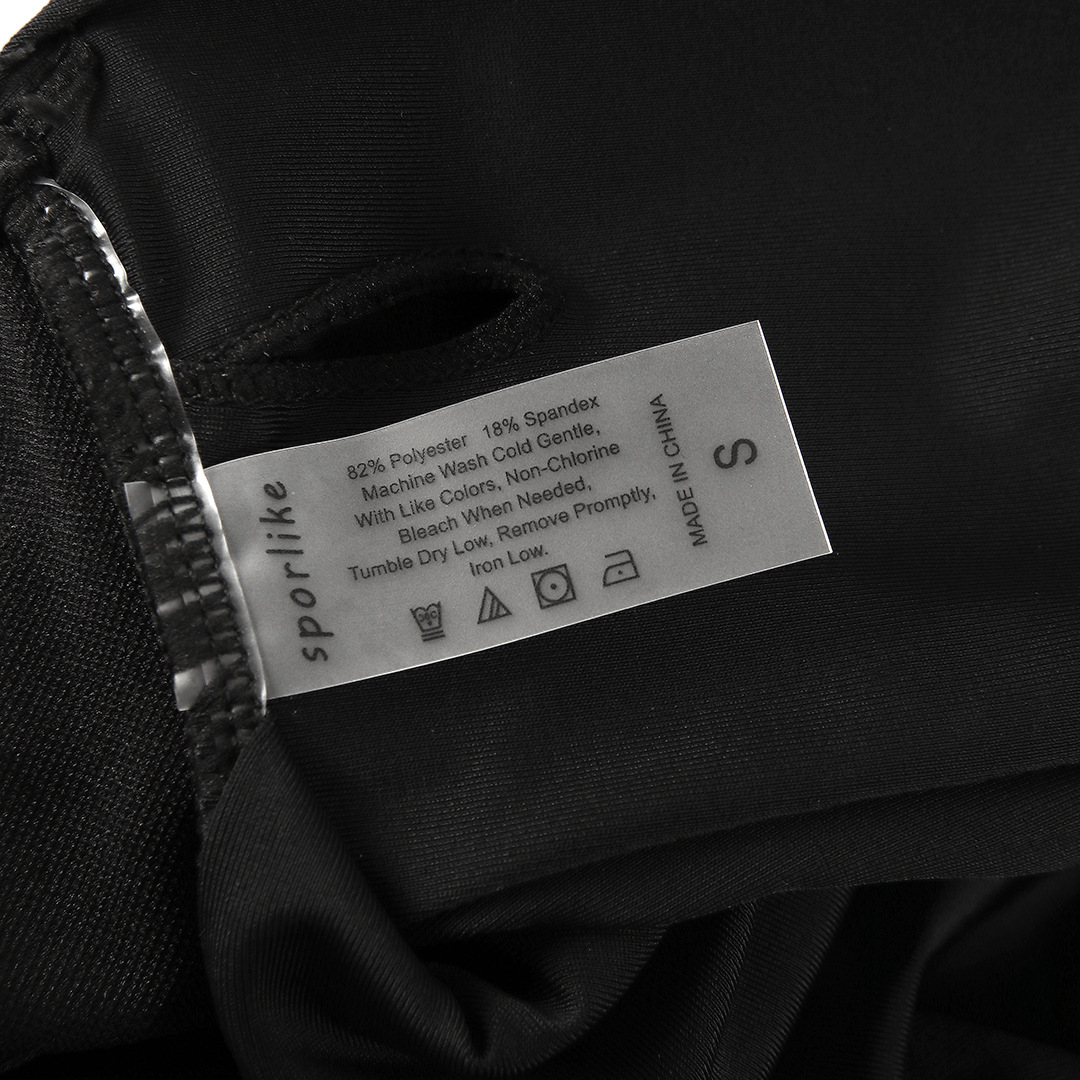 sporlike
82% Polyester 18% Spandex
Machine Wash Cold Gentle,
With Like Colors, Non-Chlorine
Bleach When Needed,
Tumble Dry Low, Remove Promptly,
Iron Low.
MADE IN CHINA
S